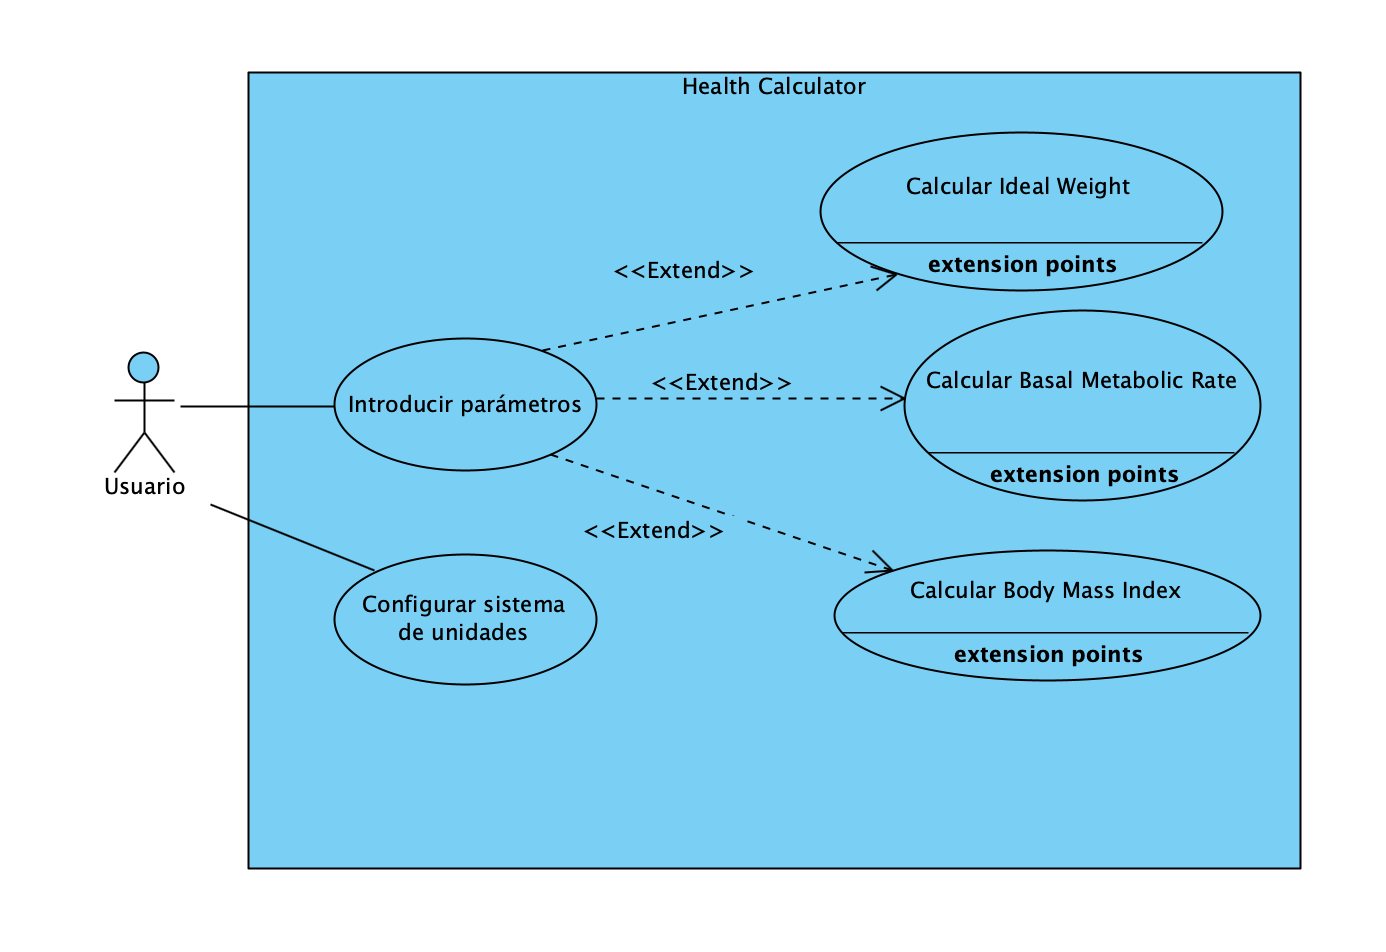 Health Calculator
Calcular Ideal Weight
extension points
<<Extend>>
Calcular Basal Metabolic Rate
extension points
<<Extend>>
Introducir parámetros
Usuario
<<Extend>>
Calcular Body Mass Index
extension points
Configurar sistema
de unidades